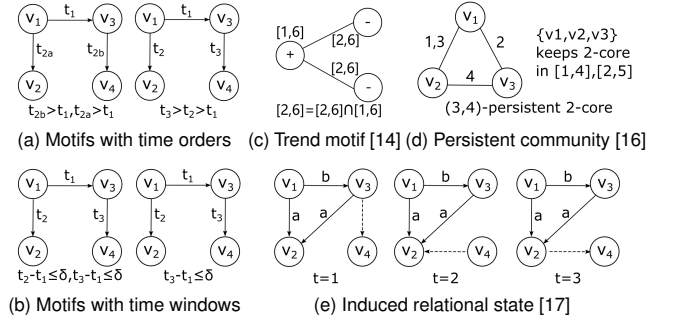 v1 t1 v3
t2a t2b
v2 v4
t2b>t1,t2a>t1
v1 t1 v3
t2 t3
v2 v4
t3>t2>t1
(a) Motifs with time orders
[1,6] -
+ [2,6]
[2,6]
-
[2,6]=[2,6]∩[1,6]
(c) Trend motif [14]
v1
1,3 2
v2 4 v3
{v1,v2,v3}
keeps 2-core
in [1,4],[2,5]
(3,4)-persistent 2-core
(d) Persistent community [16]
v1 t1 v3
t2 t3
v2 v4
t2-t1≤δ,t3-t1≤δ
v1 t1 v3
t2 t3
v2 v4
t3-t1≤δ
(b) Motifs with time windows
v1 b v3
a a
v2 v4
t=1
v1 b v3
a a
v2 v4
t=2
v1 b v3
a a
v2 v4
t=3
(e) Induced relational state [17]